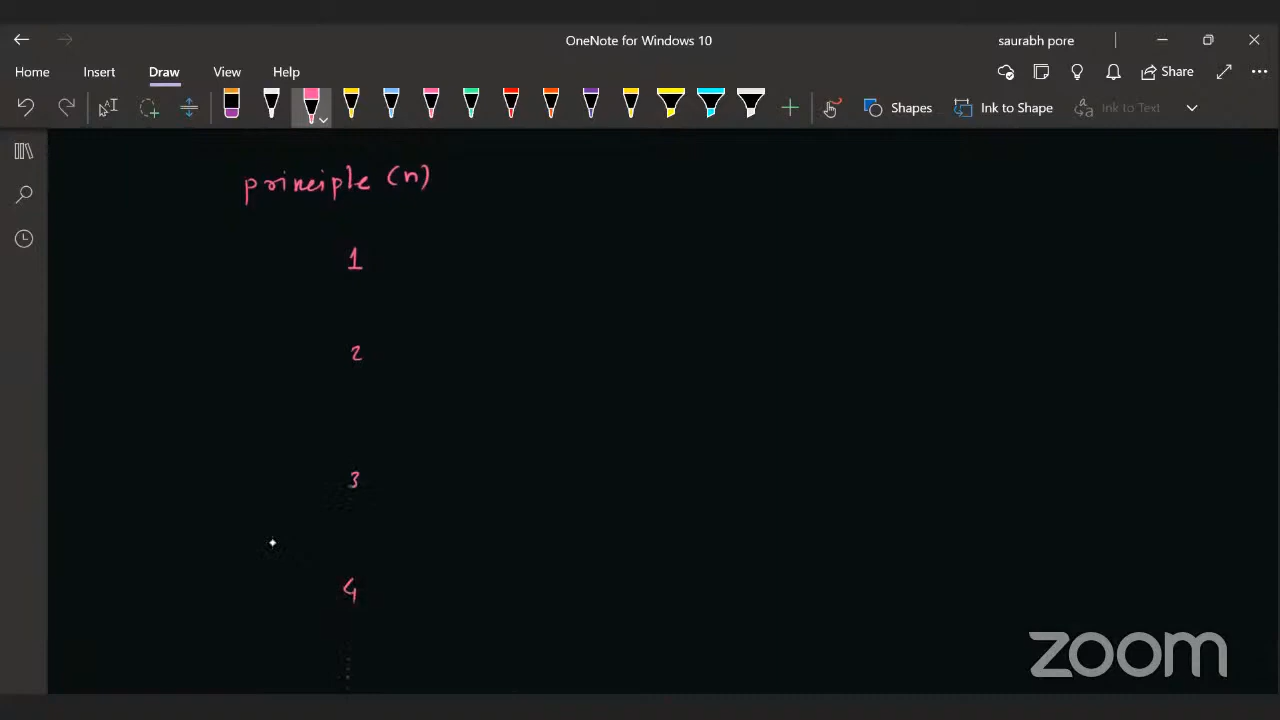 OneNote for Windows 10
saurabh pore
Home Insert Draw View Help
Share
Shapes Ink to Shape Ink to Text
principle (n)
1
2
3
4
zoom